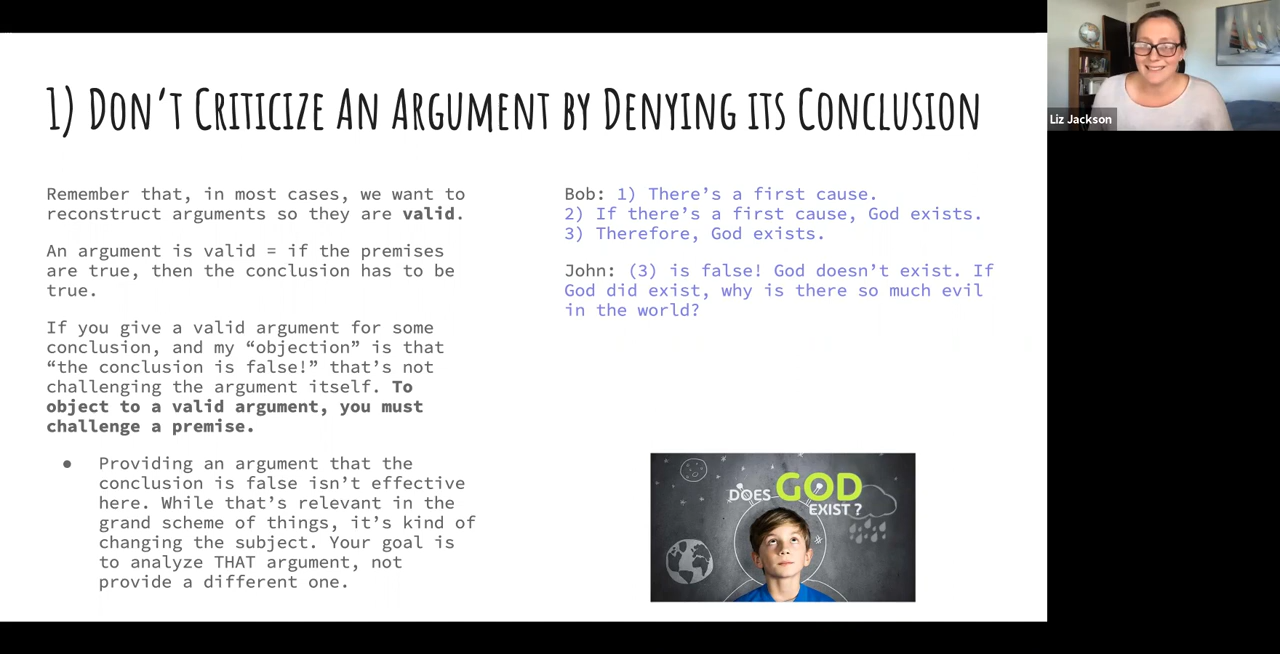 1) Don’t Criticize An Argument by Denying its Conclusion
Remember that, in most cases, we want to
reconstruct arguments so they are valid.
An argument is valid = if the premises
are true, then the conclusion has to be
true.
If you give a valid argument for some
conclusion, and my “objection” is that
“the conclusion is false!” that’s not
challenging the argument itself. To
object to a valid argument, you must
challenge a premise.
● Providing an argument that the
conclusion is false isn’t effective
here. While that’s relevant in the
grand scheme of things, it’s kind of
changing the subject. Your goal is
to analyze THAT argument, not
provide a different one.
Bob: 1) There’s a first cause.
2) If there’s a first cause, God exists.
3) Therefore, God exists.
John: (3) is false! God doesn’t exist. If
God did exist, why is there so much evil
in the world?
DOES GOD
EXIST ?
Liz Jackson